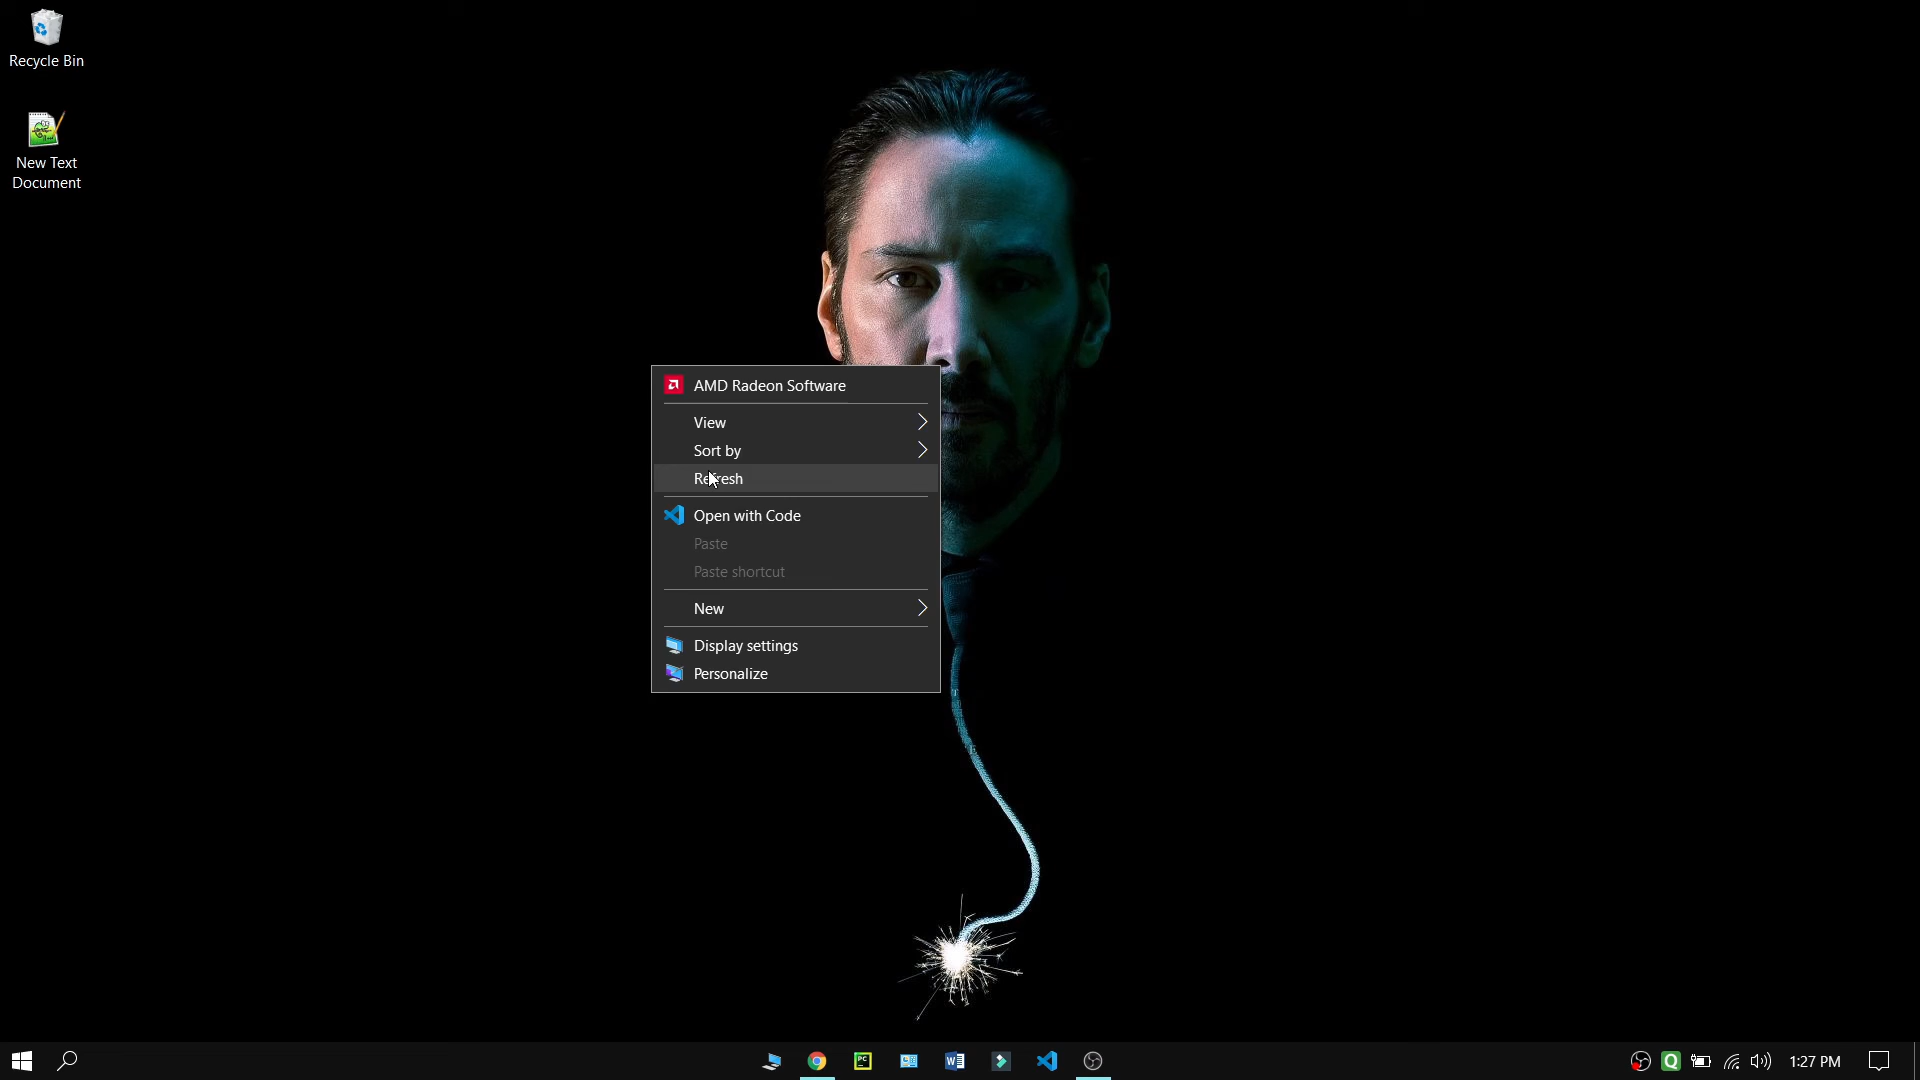 Recycle Bin
New Text
Document
AMD Radeon Software
View
Sort by
Refresh
Open with Code
Paste
Paste shortcut
New
Display settings
Personalize
PC
W
Q
1:27 PM